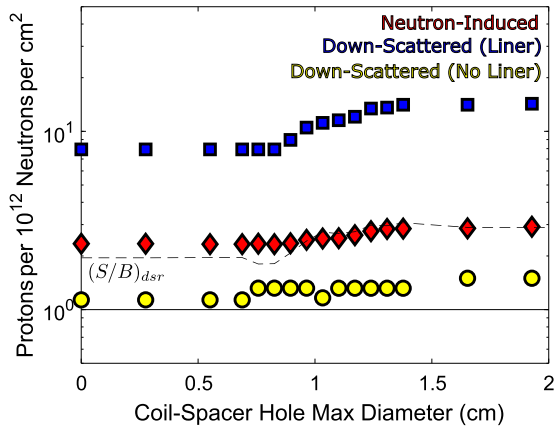 Neutron-Induced
Down-Scattered (Liner)
Down-Scattered (No Liner)
Protons per 10^12 Neutrons per cm^2
10^1
10^0
(S/B)_dsr
0 0.5 1 1.5 2
Coil-Spacer Hole Max Diameter (cm)